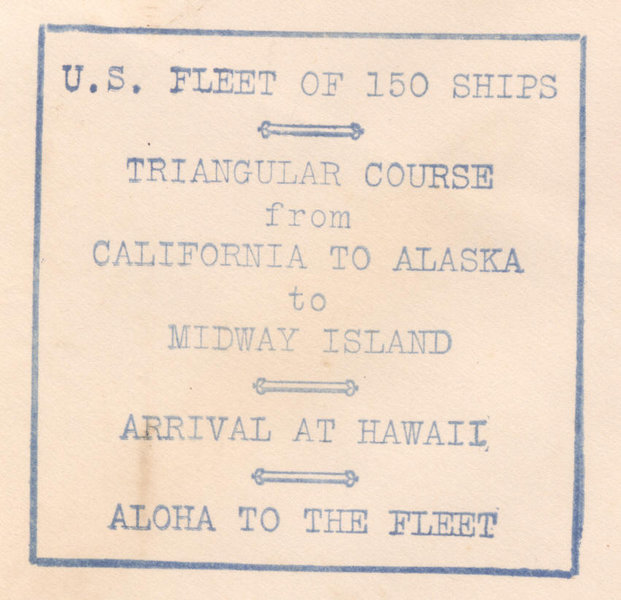 U.S. FLEET OF 150 SHIPS
TRIANGULAR COURSE
from
CALIFORNIA TO ALASKA
to
MIDWAY ISLAND
ARRIVAL AT HAWAII
ALOHA TO THE FLEET